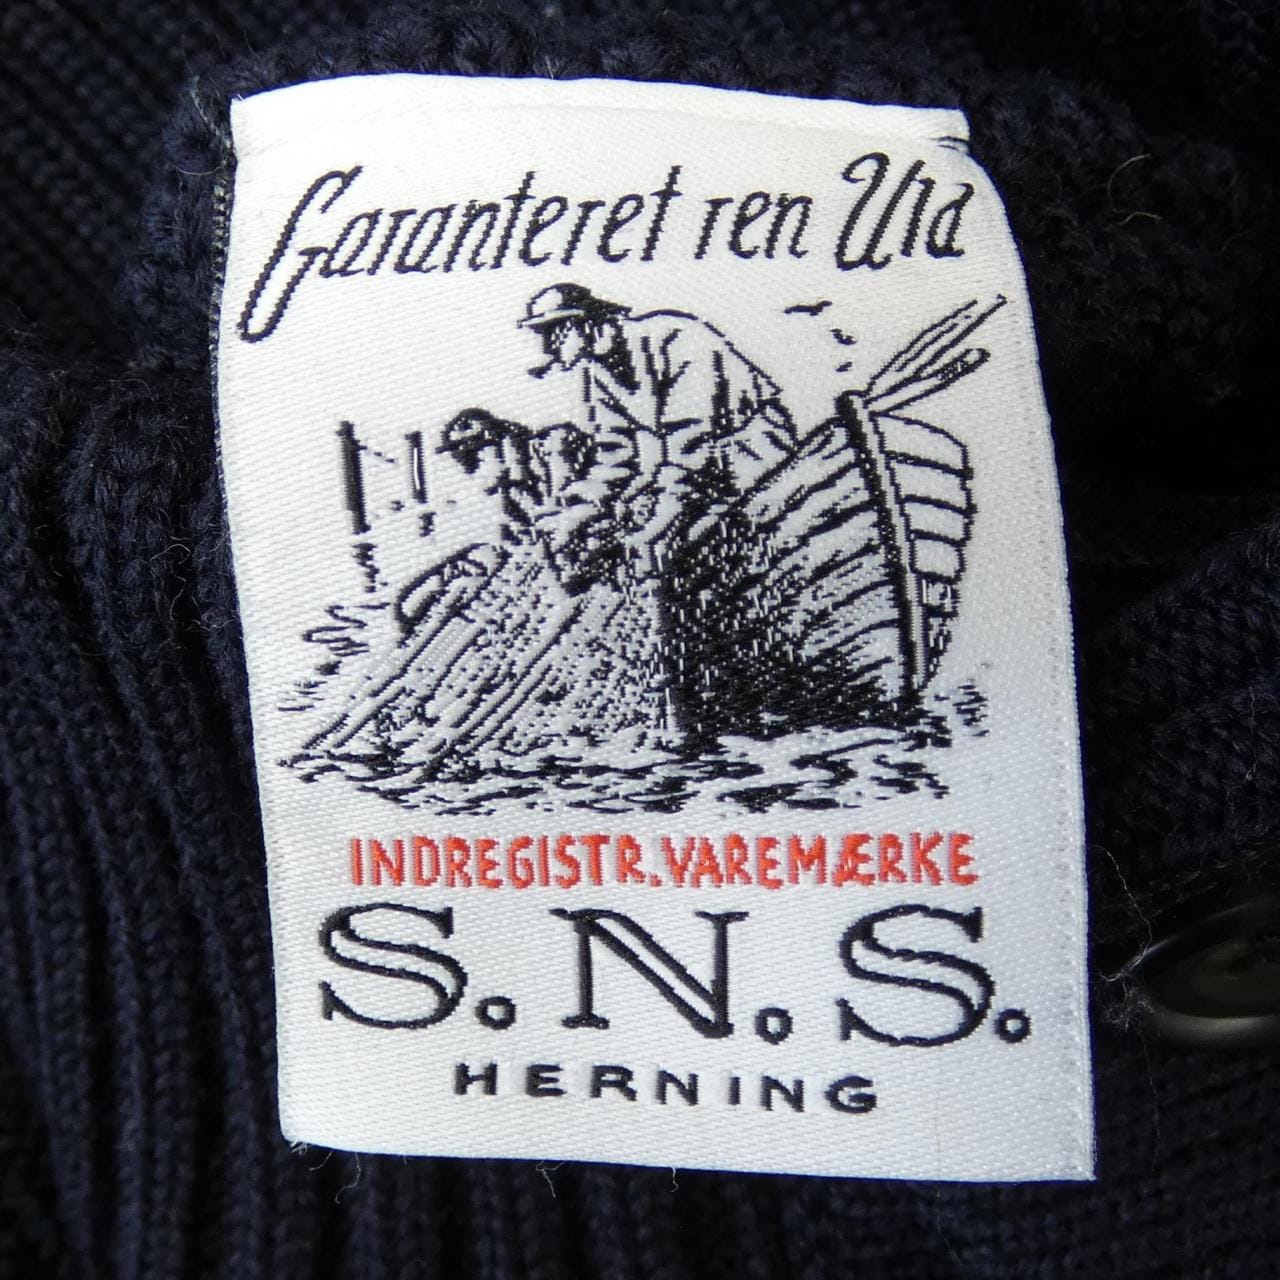 Garanteret ren Uld
INDREGISTR. VAREMÆRKE
S.N.S.
HERNING